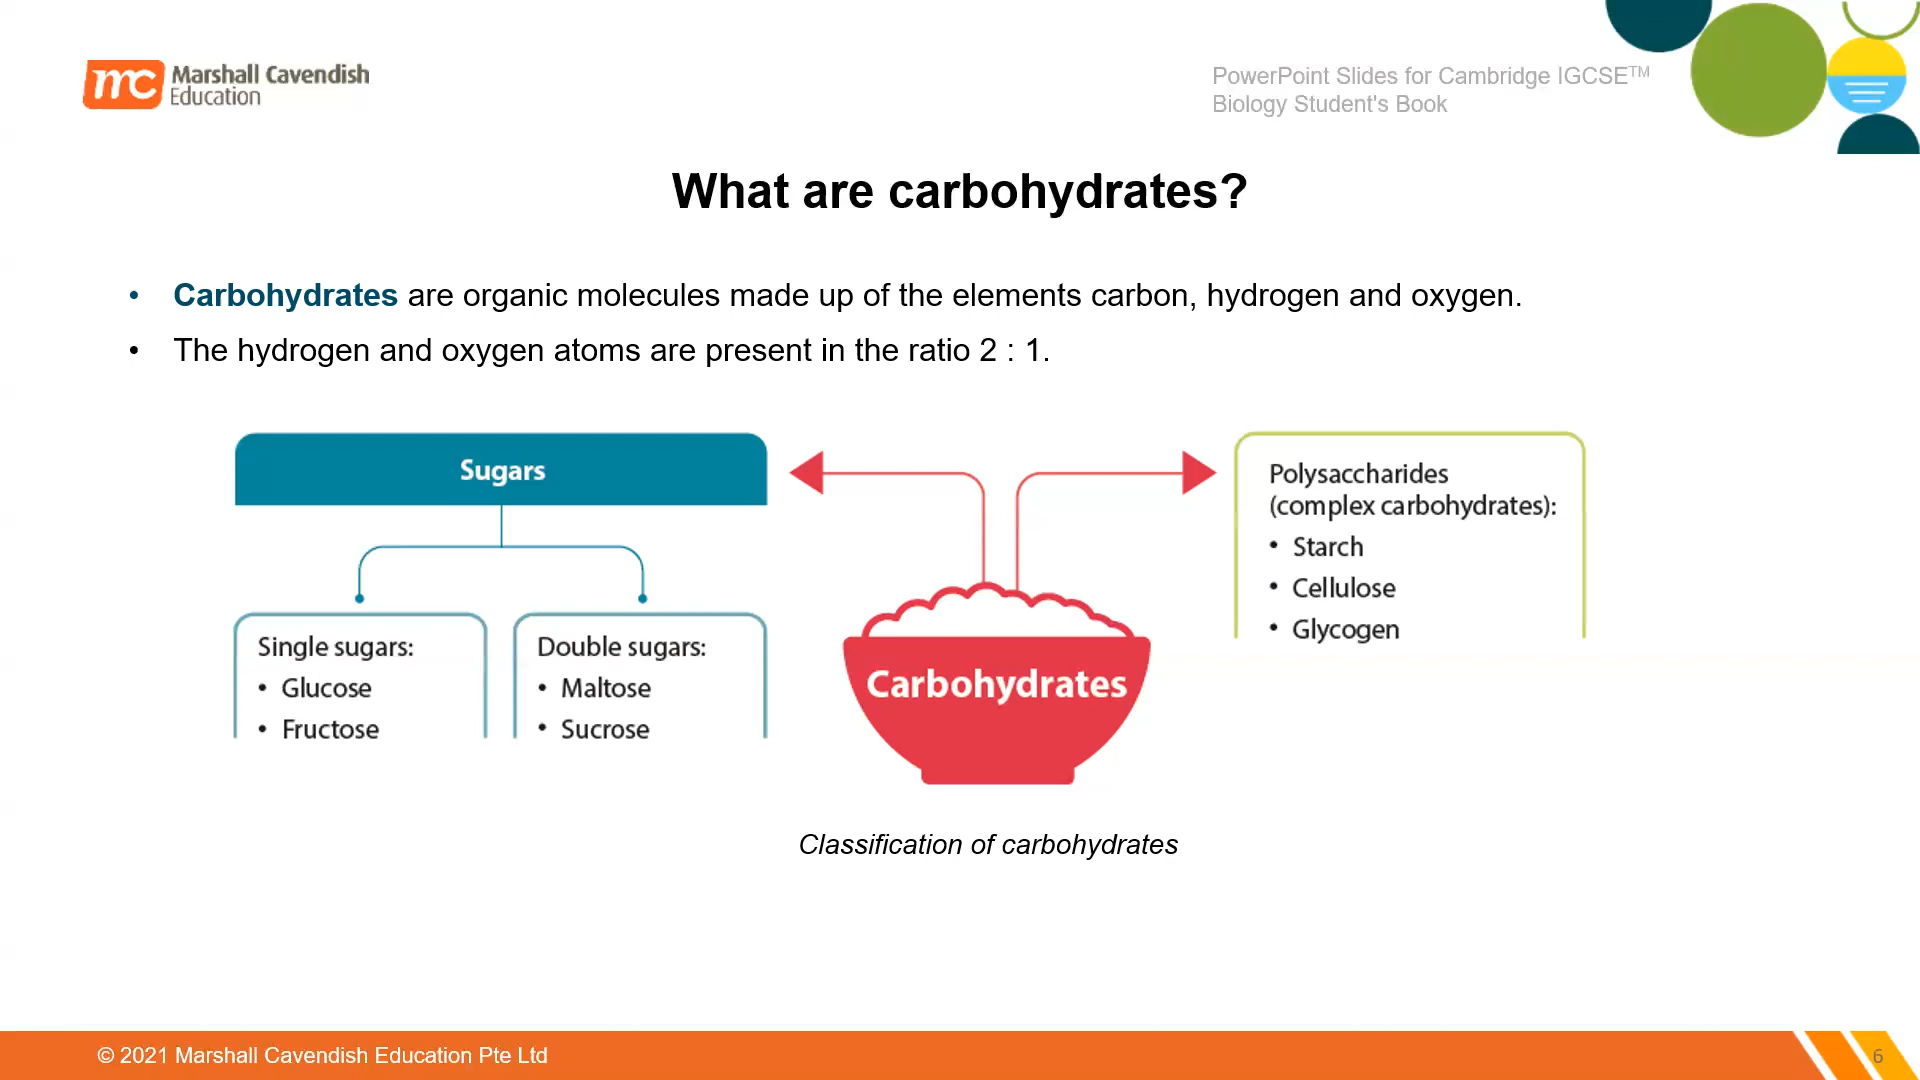 mc Marshall Cavendish
Education
PowerPoint Slides for Cambridge IGCSE™
Biology Student's Book
What are carbohydrates?
• Carbohydrates are organic molecules made up of the elements carbon, hydrogen and oxygen.
• The hydrogen and oxygen atoms are present in the ratio 2 : 1.
Sugars
Single sugars:
• Glucose
• Fructose
Double sugars:
• Maltose
• Sucrose
Carbohydrates
Polysaccharides
(complex carbohydrates):
• Starch
• Cellulose
• Glycogen
Classification of carbohydrates
© 2021 Marshall Cavendish Education Pte Ltd
6